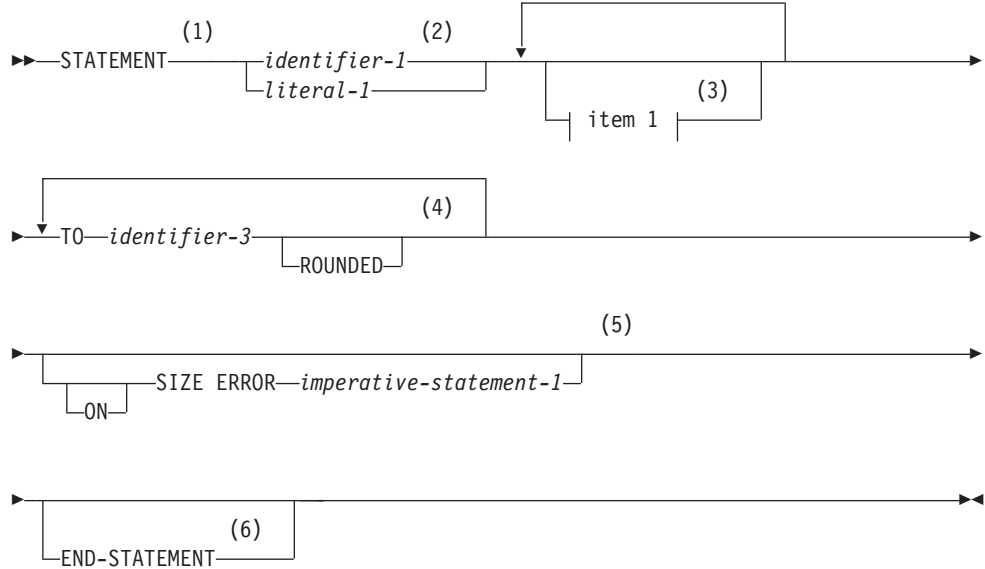 (1) (2)
STATEMENT identifier-1
literal-1
(3)
item 1
(4)
TO identifier-3
ROUNDED
(5)
SIZE ERROR imperative-statement-1
ON
(6)
END-STATEMENT